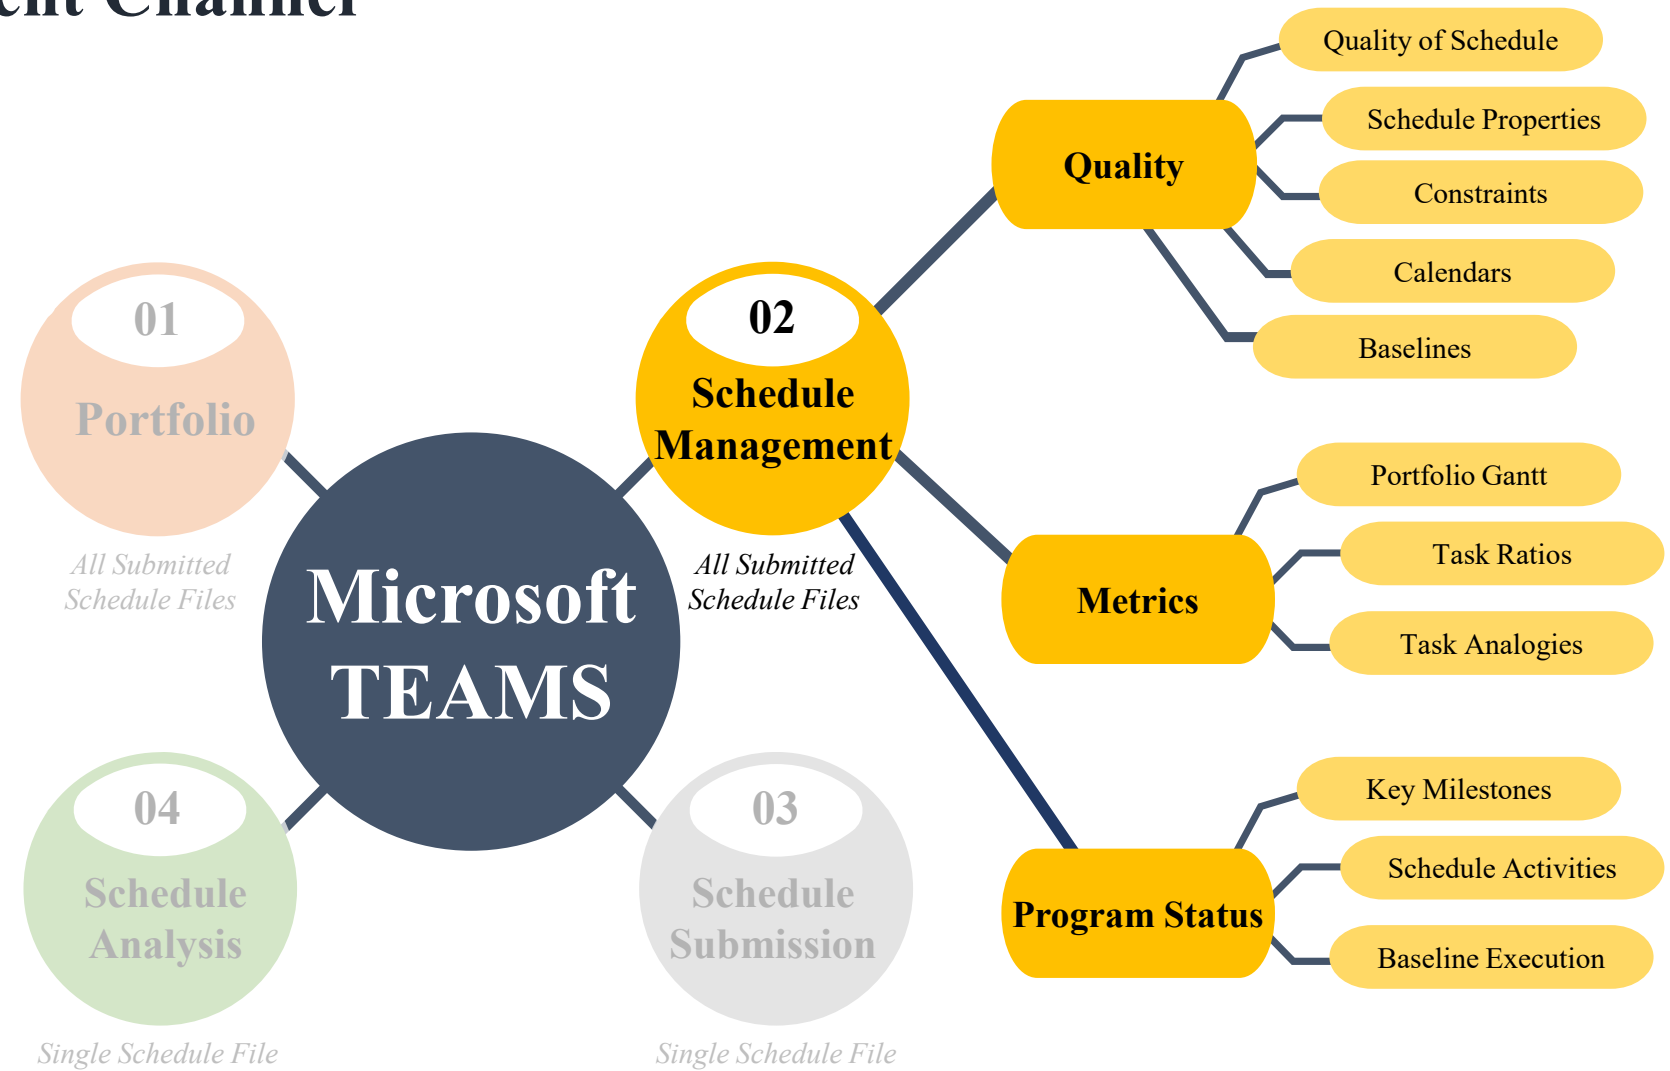 Channel
01
Portfolio
All Submitted
Schedule Files
Microsoft
TEAMS
02
Schedule
Management
All Submitted
Schedule Files
03
Schedule
Submission
Single Schedule File
04
Schedule
Analysis
Single Schedule File
Quality
Quality of Schedule
Schedule Properties
Constraints
Calendars
Baselines
Metrics
Portfolio Gantt
Task Ratios
Task Analogies
Program Status
Key Milestones
Schedule Activities
Baseline Execution